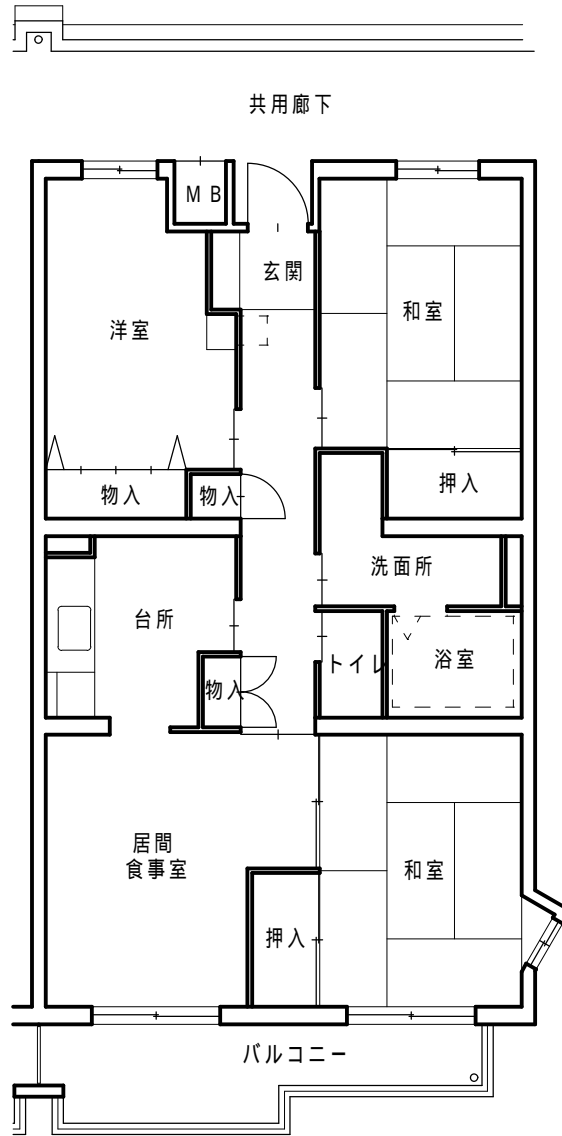 共用廊下
MB
玄関
和室
洋室
物入
物入
押入
洗面所
台所
トイレ
浴室
物入
居間
食事室
和室
押入
バルコニー